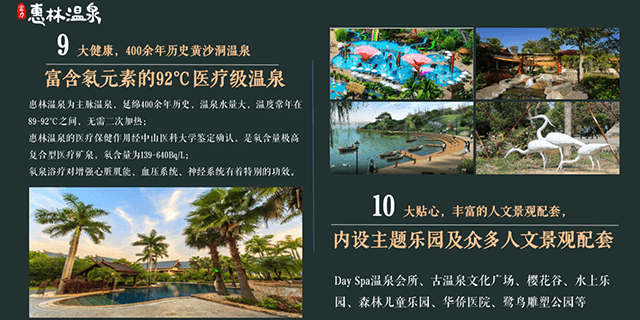 富力
惠林温泉
9 大健康，400余年历史黄沙洞温泉
富含氡元素的92℃医疗级温泉
惠林温泉为主脉温泉，延绵400余年历史，温泉水量大，温度常年在
89-92℃之间，无需二次加热；
惠林温泉的医疗保健作用经中山医科大学鉴定确认，是氡含量极高
复合型医疗矿泉，氡含量为139-640Bq/L；
氡泉浴疗对增强心脏肌能、血压系统、神经系统有着特别的功效。
10 大贴心，丰富的人文景观配套，
内设主题乐园及众多人文景观配套
Day Spa温泉会所、古温泉文化广场、樱花谷、水上乐
园、森林儿童乐园、华侨医院、鹭鸟雕塑公园等